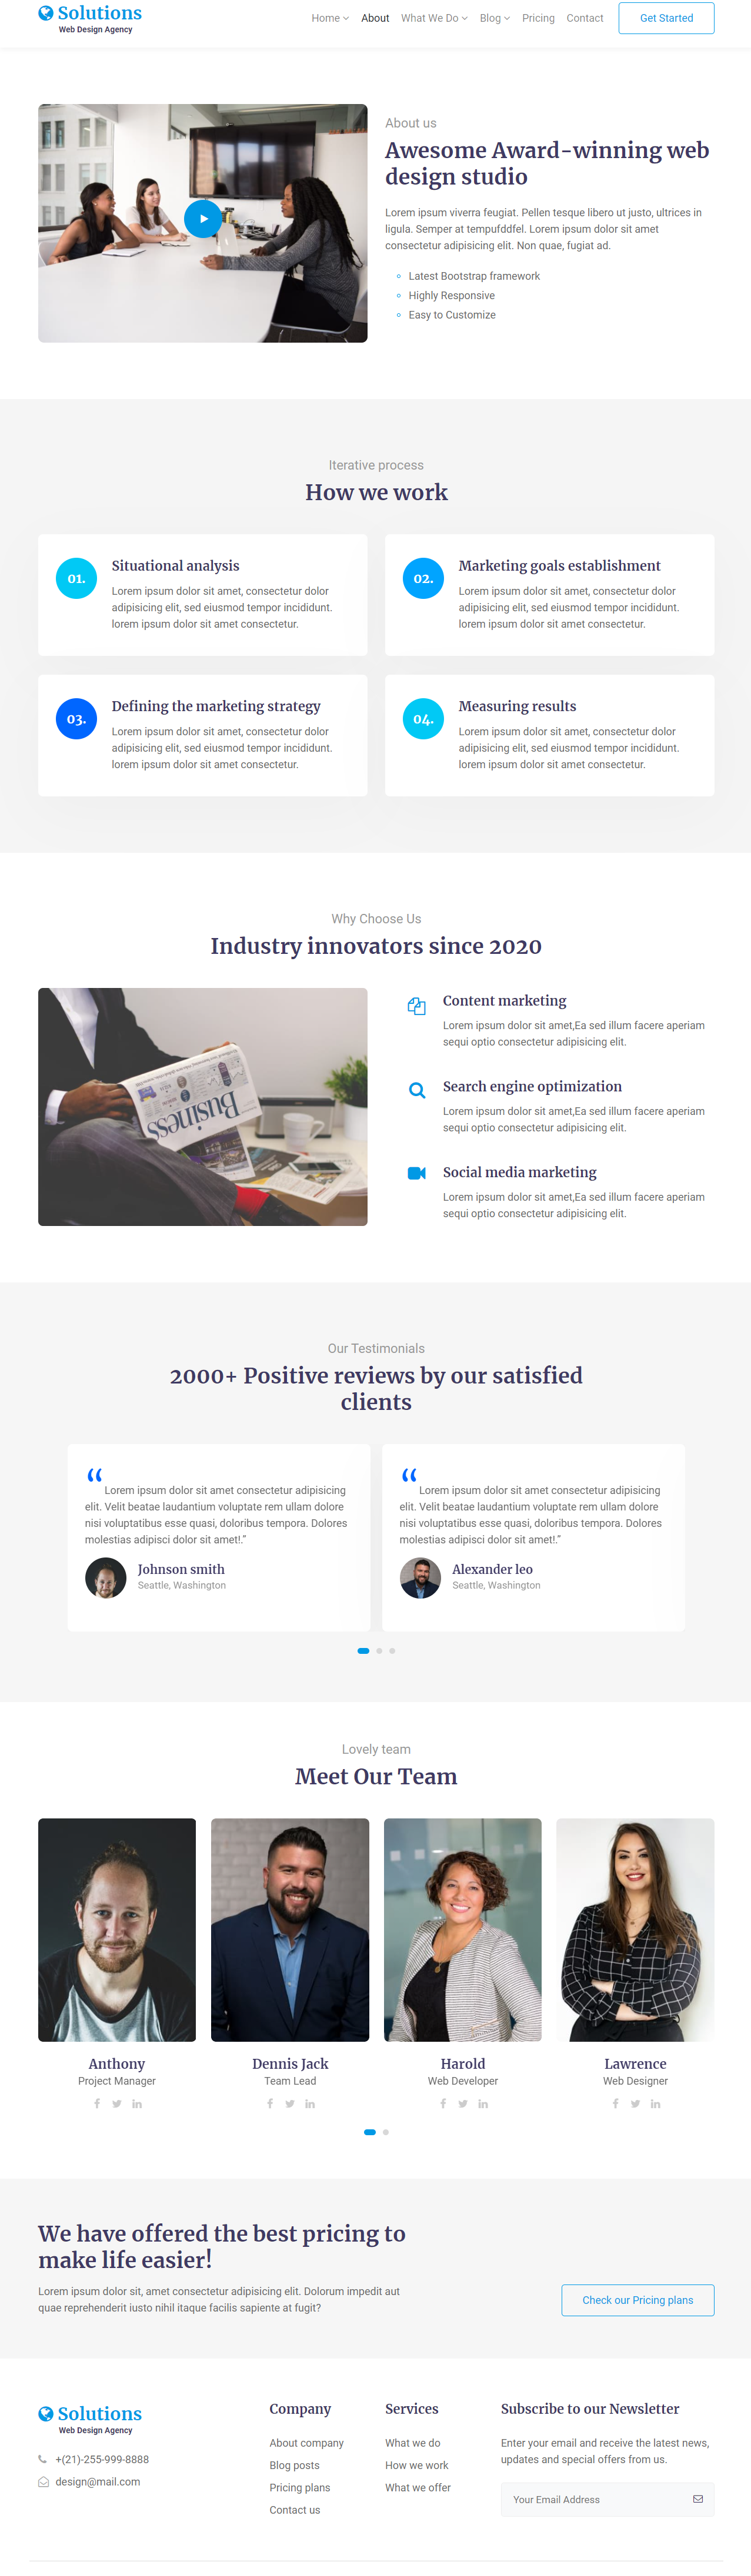 Solutions
Web Design Agency
Home
About
What We Do
Blog
Pricing
Contact
Get Started
About us
Awesome Award-winning web
design studio
Lorem ipsum viverra feugiat. Pellen tesque libero ut justo, ultrices in
ligula. Semper at tempufddfel. Lorem ipsum dolor sit amet
consectetur adipisicing elit. Non quae, fugiat ad.
Latest Bootstrap framework
Highly Responsive
Easy to Customize
Iterative process
How we work
01.
Situational analysis
Lorem ipsum dolor sit amet, consectetur dolor
adipisicing elit, sed eiusmod tempor incididunt.
lorem ipsum dolor sit amet consectetur.
02.
Marketing goals establishment
Lorem ipsum dolor sit amet, consectetur dolor
adipisicing elit, sed eiusmod tempor incididunt.
lorem ipsum dolor sit amet consectetur.
03.
Defining the marketing strategy
Lorem ipsum dolor sit amet, consectetur dolor
adipisicing elit, sed eiusmod tempor incididunt.
lorem ipsum dolor sit amet consectetur.
04.
Measuring results
Lorem ipsum dolor sit amet, consectetur dolor
adipisicing elit, sed eiusmod tempor incididunt.
lorem ipsum dolor sit amet consectetur.
Why Choose Us
Industry innovators since 2020
Business
Content marketing
Lorem ipsum dolor sit amet,Ea sed illum facere aperiam
sequi optio consectetur adipisicing elit.
Search engine optimization
Lorem ipsum dolor sit amet,Ea sed illum facere aperiam
sequi optio consectetur adipisicing elit.
Social media marketing
Lorem ipsum dolor sit amet,Ea sed illum facere aperiam
sequi optio consectetur adipisicing elit.
Our Testimonials
2000+ Positive reviews by our satisfied
clients
“ Lorem ipsum dolor sit amet consectetur adipisicing
elit. Velit beatae laudantium voluptate rem ullam dolore
nisi voluptatibus esse quasi, doloribus tempora. Dolores
molestias adipisci dolor sit amet!.”
Johnson smith
Seattle, Washington
“ Lorem ipsum dolor sit amet consectetur adipisicing
elit. Velit beatae laudantium voluptate rem ullam dolore
nisi voluptatibus esse quasi, doloribus tempora. Dolores
molestias adipisci dolor sit amet!.”
Alexander leo
Seattle, Washington
Lovely team
Meet Our Team
Anthony
Project Manager
Dennis Jack
Team Lead
Harold
Web Developer
Lawrence
Web Designer
We have offered the best pricing to
make life easier!
Lorem ipsum dolor sit, amet consectetur adipisicing elit. Dolorum impedit aut
quae reprehenderit iusto nihil itaque facilis sapiente at fugit?
Check our Pricing plans
Solutions
Web Design Agency
+(21)-255-999-8888
design@mail.com
Company
About company
Blog posts
Pricing plans
Contact us
Services
What we do
How we work
What we offer
Subscribe to our Newsletter
Enter your email and receive the latest news,
updates and special offers from us.
Your Email Address